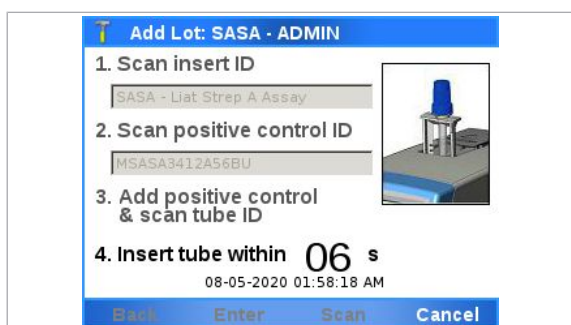 Add Lot: SASA - ADMIN
1. Scan insert ID
SASA - Liat Strep A Assay
2. Scan positive control ID
MSASA3412A56BU
3. Add positive control
& scan tube ID
4. Insert tube within 06 s
08-05-2020 01:58:18 AM
Back Enter Scan Cancel